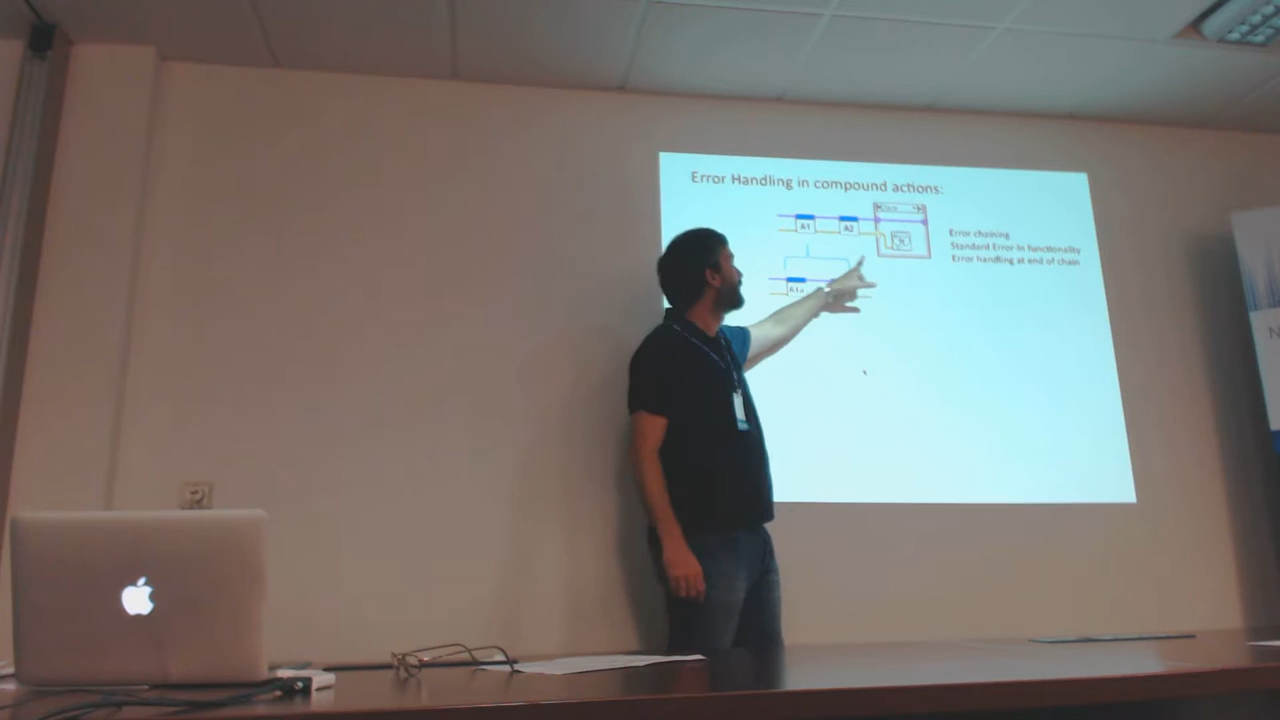 Error Handling in compound actions:
A1
A2
Error chaining
Standard Error-In functionality
Error handling at end of chain
A1a
N